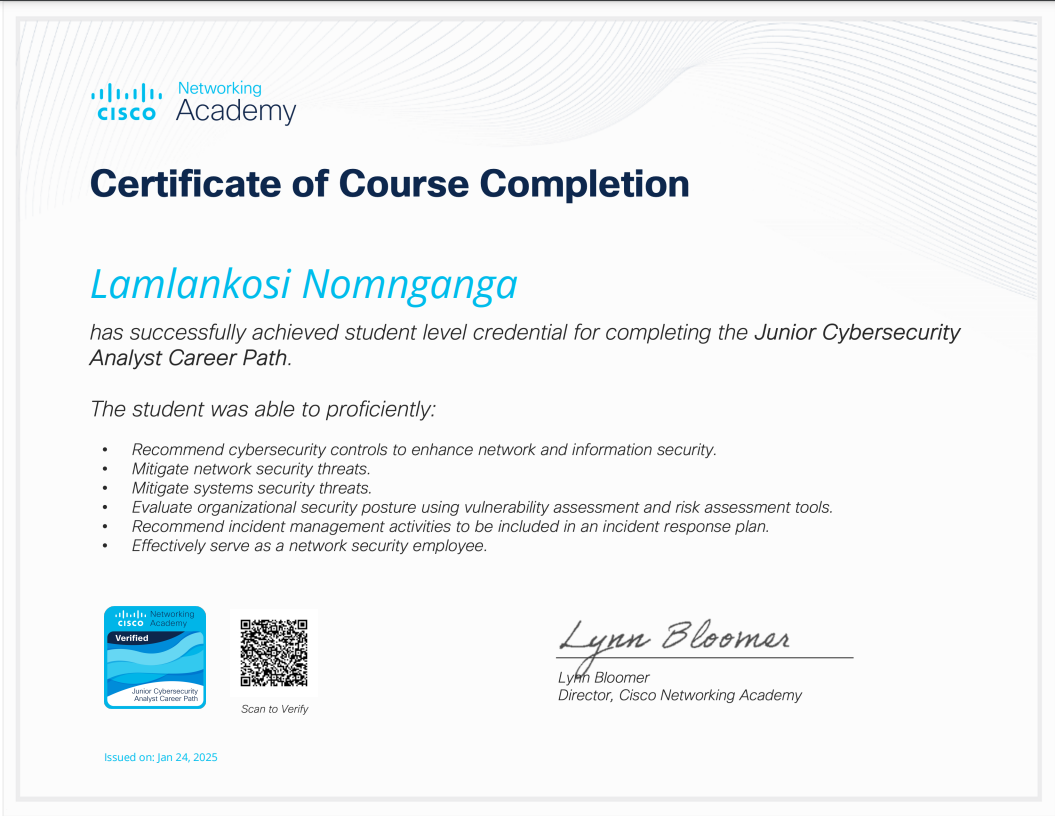 Networking
CISCO Academy
Certificate of Course Completion
Lamlankosi Nomnganga
has successfully achieved student level credential for completing the Junior Cybersecurity
Analyst Career Path.
The student was able to proficiently:
• Recommend cybersecurity controls to enhance network and information security.
• Mitigate network security threats.
• Mitigate systems security threats.
• Evaluate organizational security posture using vulnerability assessment and risk assessment tools.
• Recommend incident management activities to be included in an incident response plan.
• Effectively serve as a network security employee.
Networking
CISCO Academy
Verified
Junior Cybersecurity
Analyst Career Path
Scan to Verify
Lynn Bloomer
Lynn Bloomer
Director, Cisco Networking Academy
Issued on: Jan 24, 2025